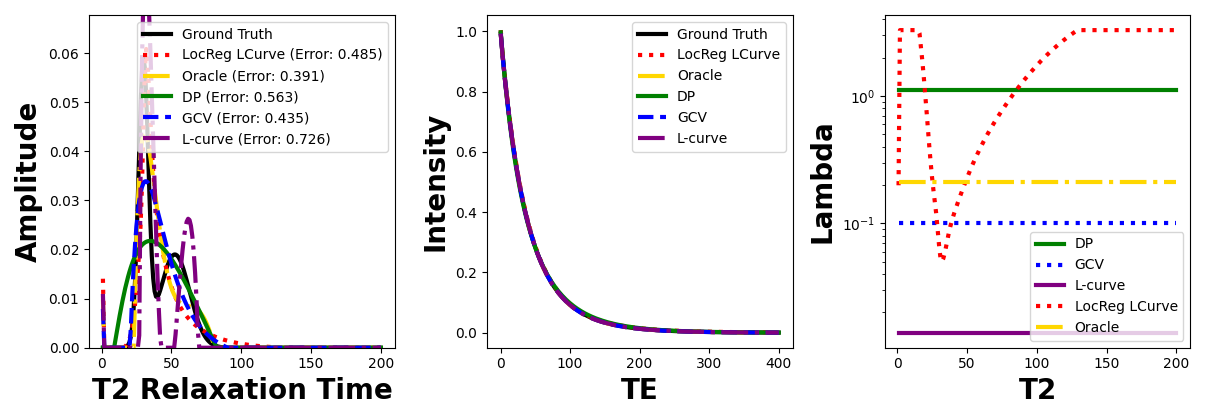 Amplitude
0.06
0.05
0.04
0.03
0.02
0.01
0.00
0
50
100
150
200
T2 Relaxation Time
Ground Truth
LocReg LCurve (Error: 0.485)
Oracle (Error: 0.391)
DP (Error: 0.563)
GCV (Error: 0.435)
L-curve (Error: 0.726)
Intensity
1.0
0.8
0.6
0.4
0.2
0.0
0
100
200
300
400
TE
Ground Truth
LocReg LCurve
Oracle
DP
GCV
L-curve
Lambda
10⁰
10⁻¹
0
50
100
150
200
T2
DP
GCV
L-curve
LocReg LCurve
Oracle